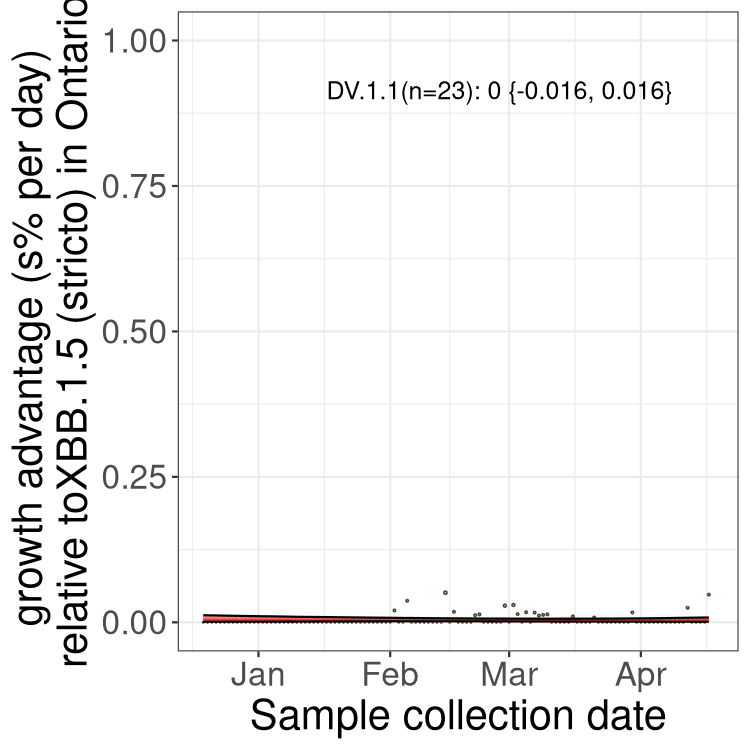 growth advantage (s% per day)
relative toXBB.1.5 (stricto) in Ontario
1.00
DV.1.1(n=23): 0 {-0.016, 0.016}
0.75
0.50
0.25
0.00
Jan Feb Mar Apr
Sample collection date